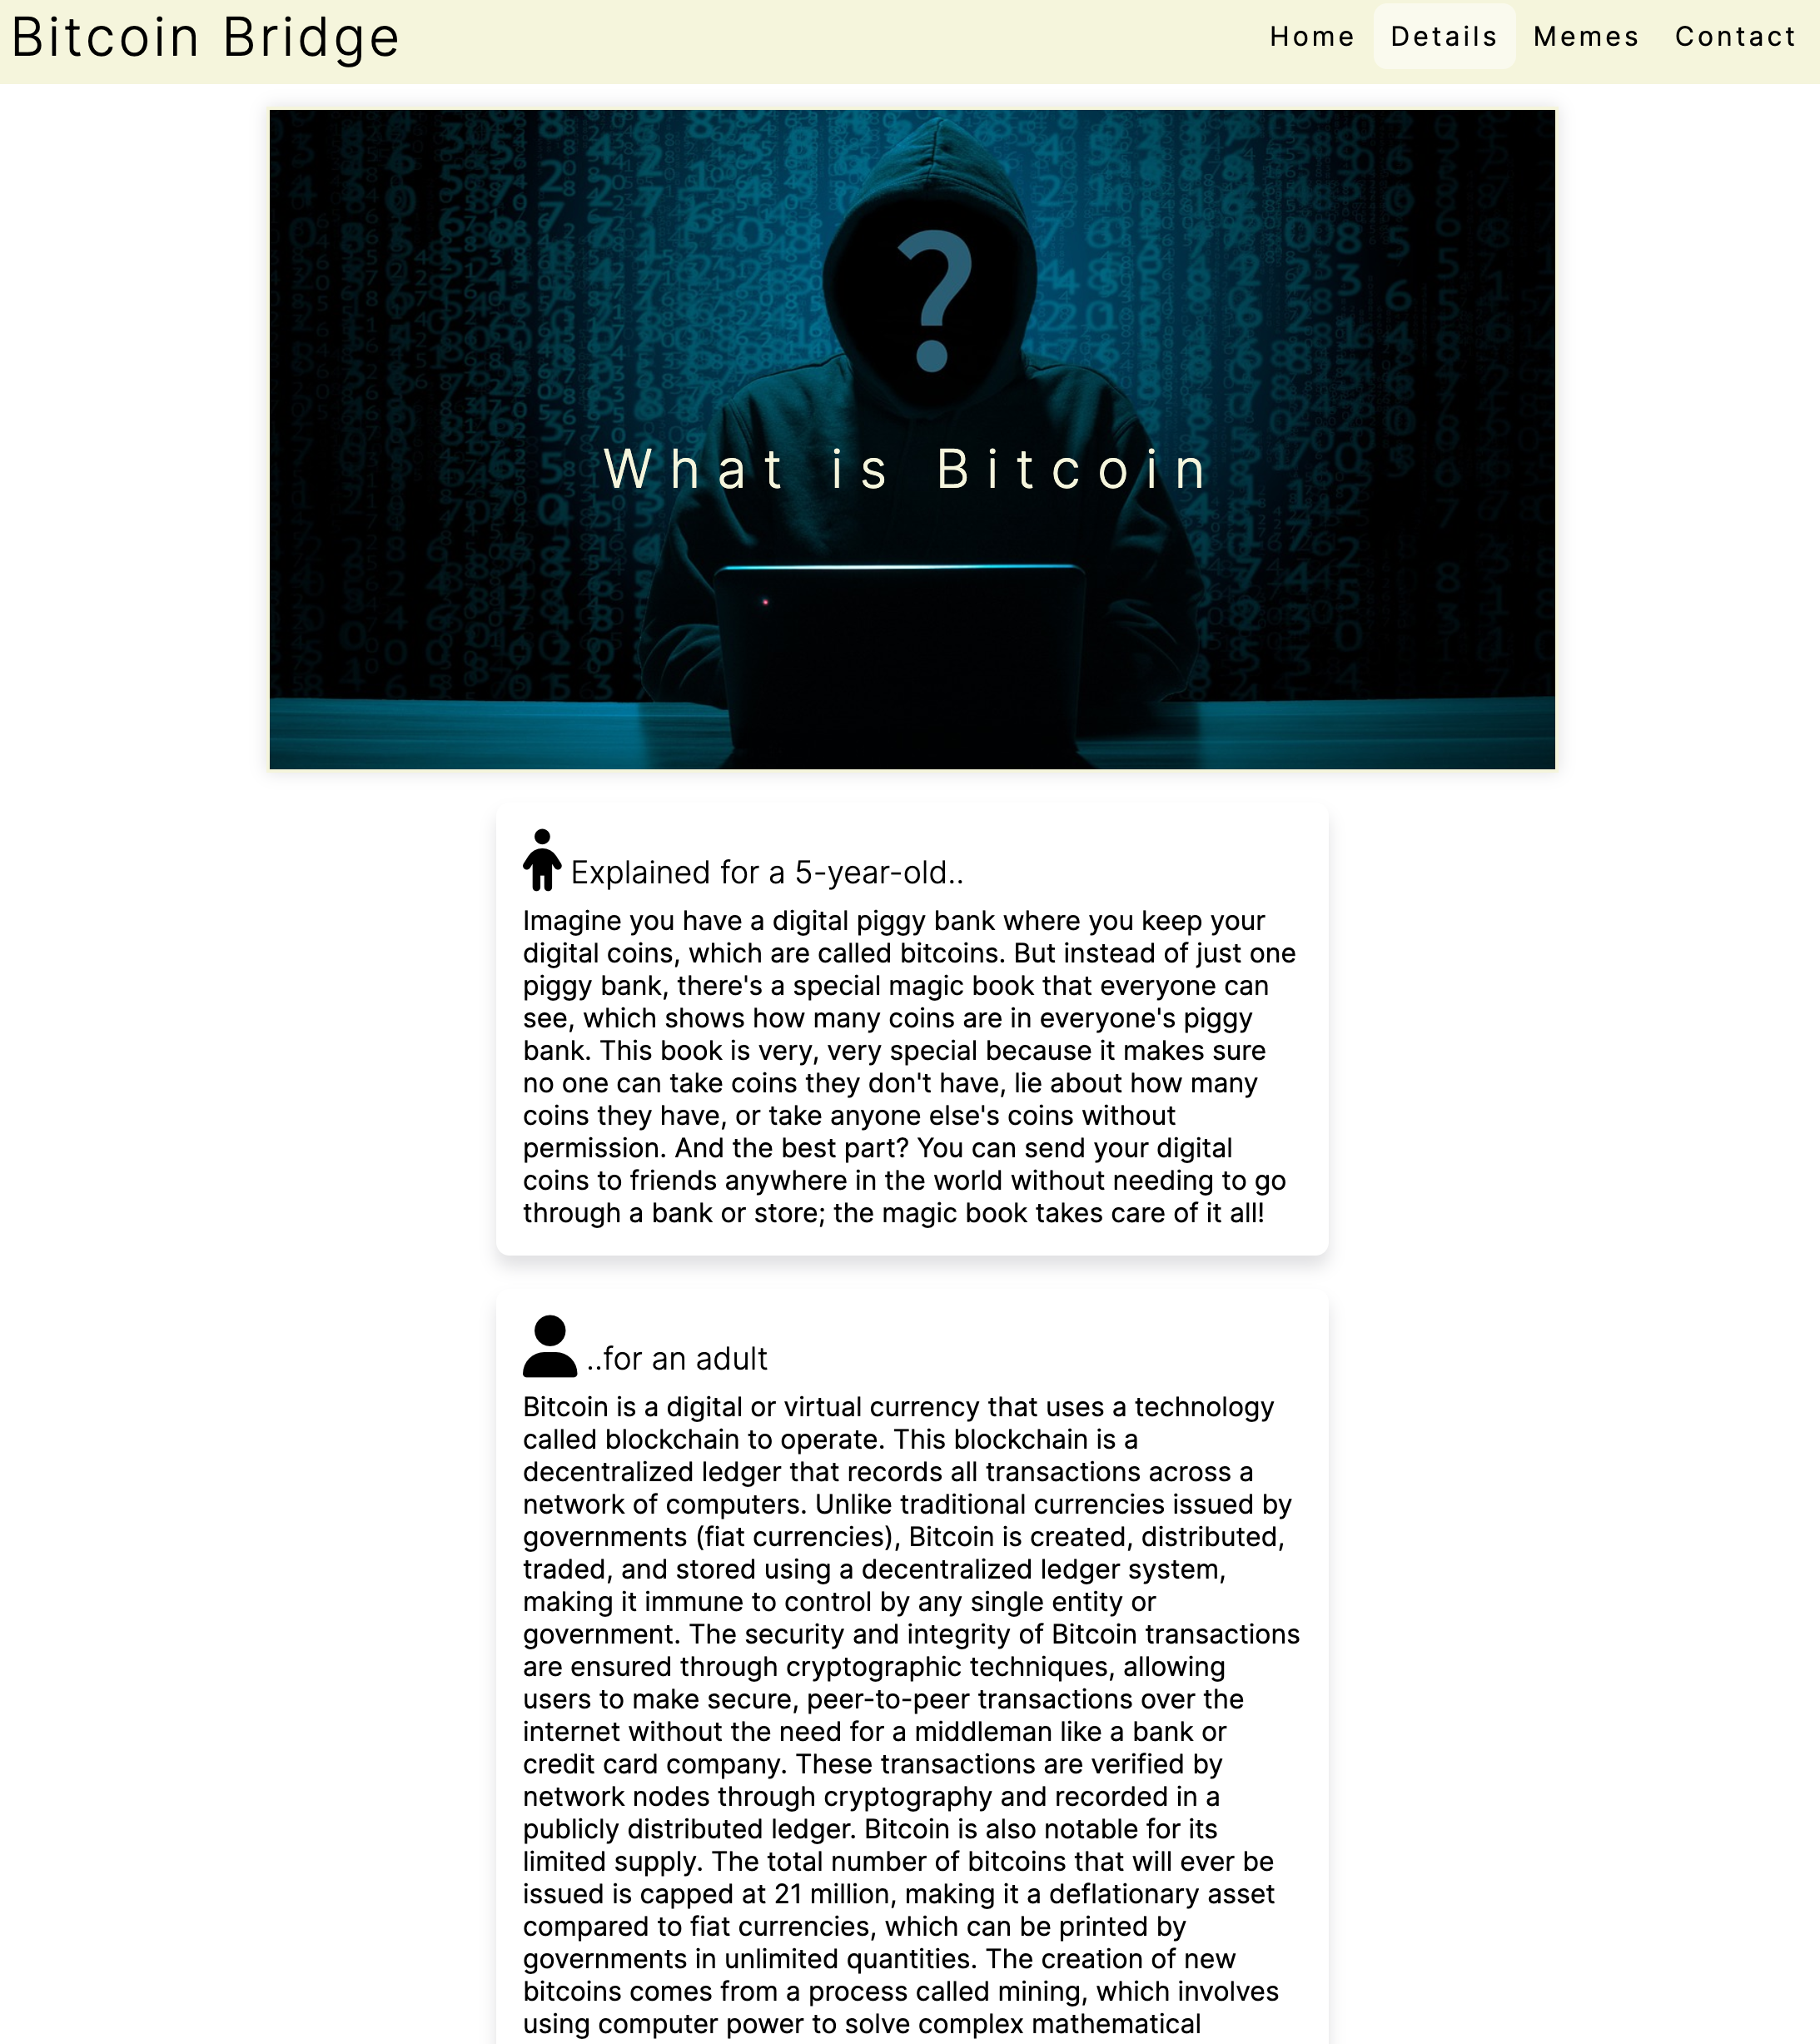 Bitcoin Bridge
Home Details Memes Contact
?
What is Bitcoin
Explained for a 5-year-old..
Imagine you have a digital piggy bank where you keep your
digital coins, which are called bitcoins. But instead of just one
piggy bank, there's a special magic book that everyone can
see, which shows how many coins are in everyone's piggy
bank. This book is very, very special because it makes sure
no one can take coins they don't have, lie about how many
coins they have, or take anyone else's coins without
permission. And the best part? You can send your digital
coins to friends anywhere in the world without needing to go
through a bank or store; the magic book takes care of it all!
..for an adult
Bitcoin is a digital or virtual currency that uses a technology
called blockchain to operate. This blockchain is a
decentralized ledger that records all transactions across a
network of computers. Unlike traditional currencies issued by
governments (fiat currencies), Bitcoin is created, distributed,
traded, and stored using a decentralized ledger system,
making it immune to control by any single entity or
government. The security and integrity of Bitcoin transactions
are ensured through cryptographic techniques, allowing
users to make secure, peer-to-peer transactions over the
internet without the need for a middleman like a bank or
credit card company. These transactions are verified by
network nodes through cryptography and recorded in a
publicly distributed ledger. Bitcoin is also notable for its
limited supply. The total number of bitcoins that will ever be
issued is capped at 21 million, making it a deflationary asset
compared to fiat currencies, which can be printed by
governments in unlimited quantities. The creation of new
bitcoins comes from a process called mining, which involves
using computer power to solve complex mathematical